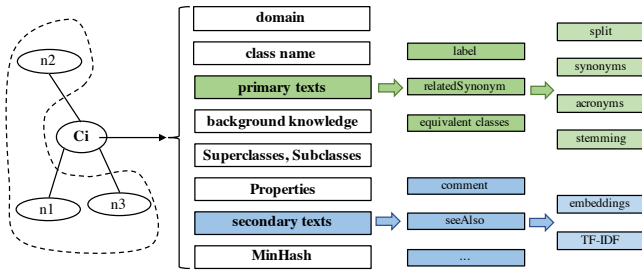 n2
Ci
n1
n3
domain
class name
primary texts
background knowledge
Superclasses, Subclasses
Properties
secondary texts
MinHash
label
relatedSynonym
equivalent classes
comment
seeAlso
...
split
synonyms
acronyms
stemming
embeddings
TF-IDF